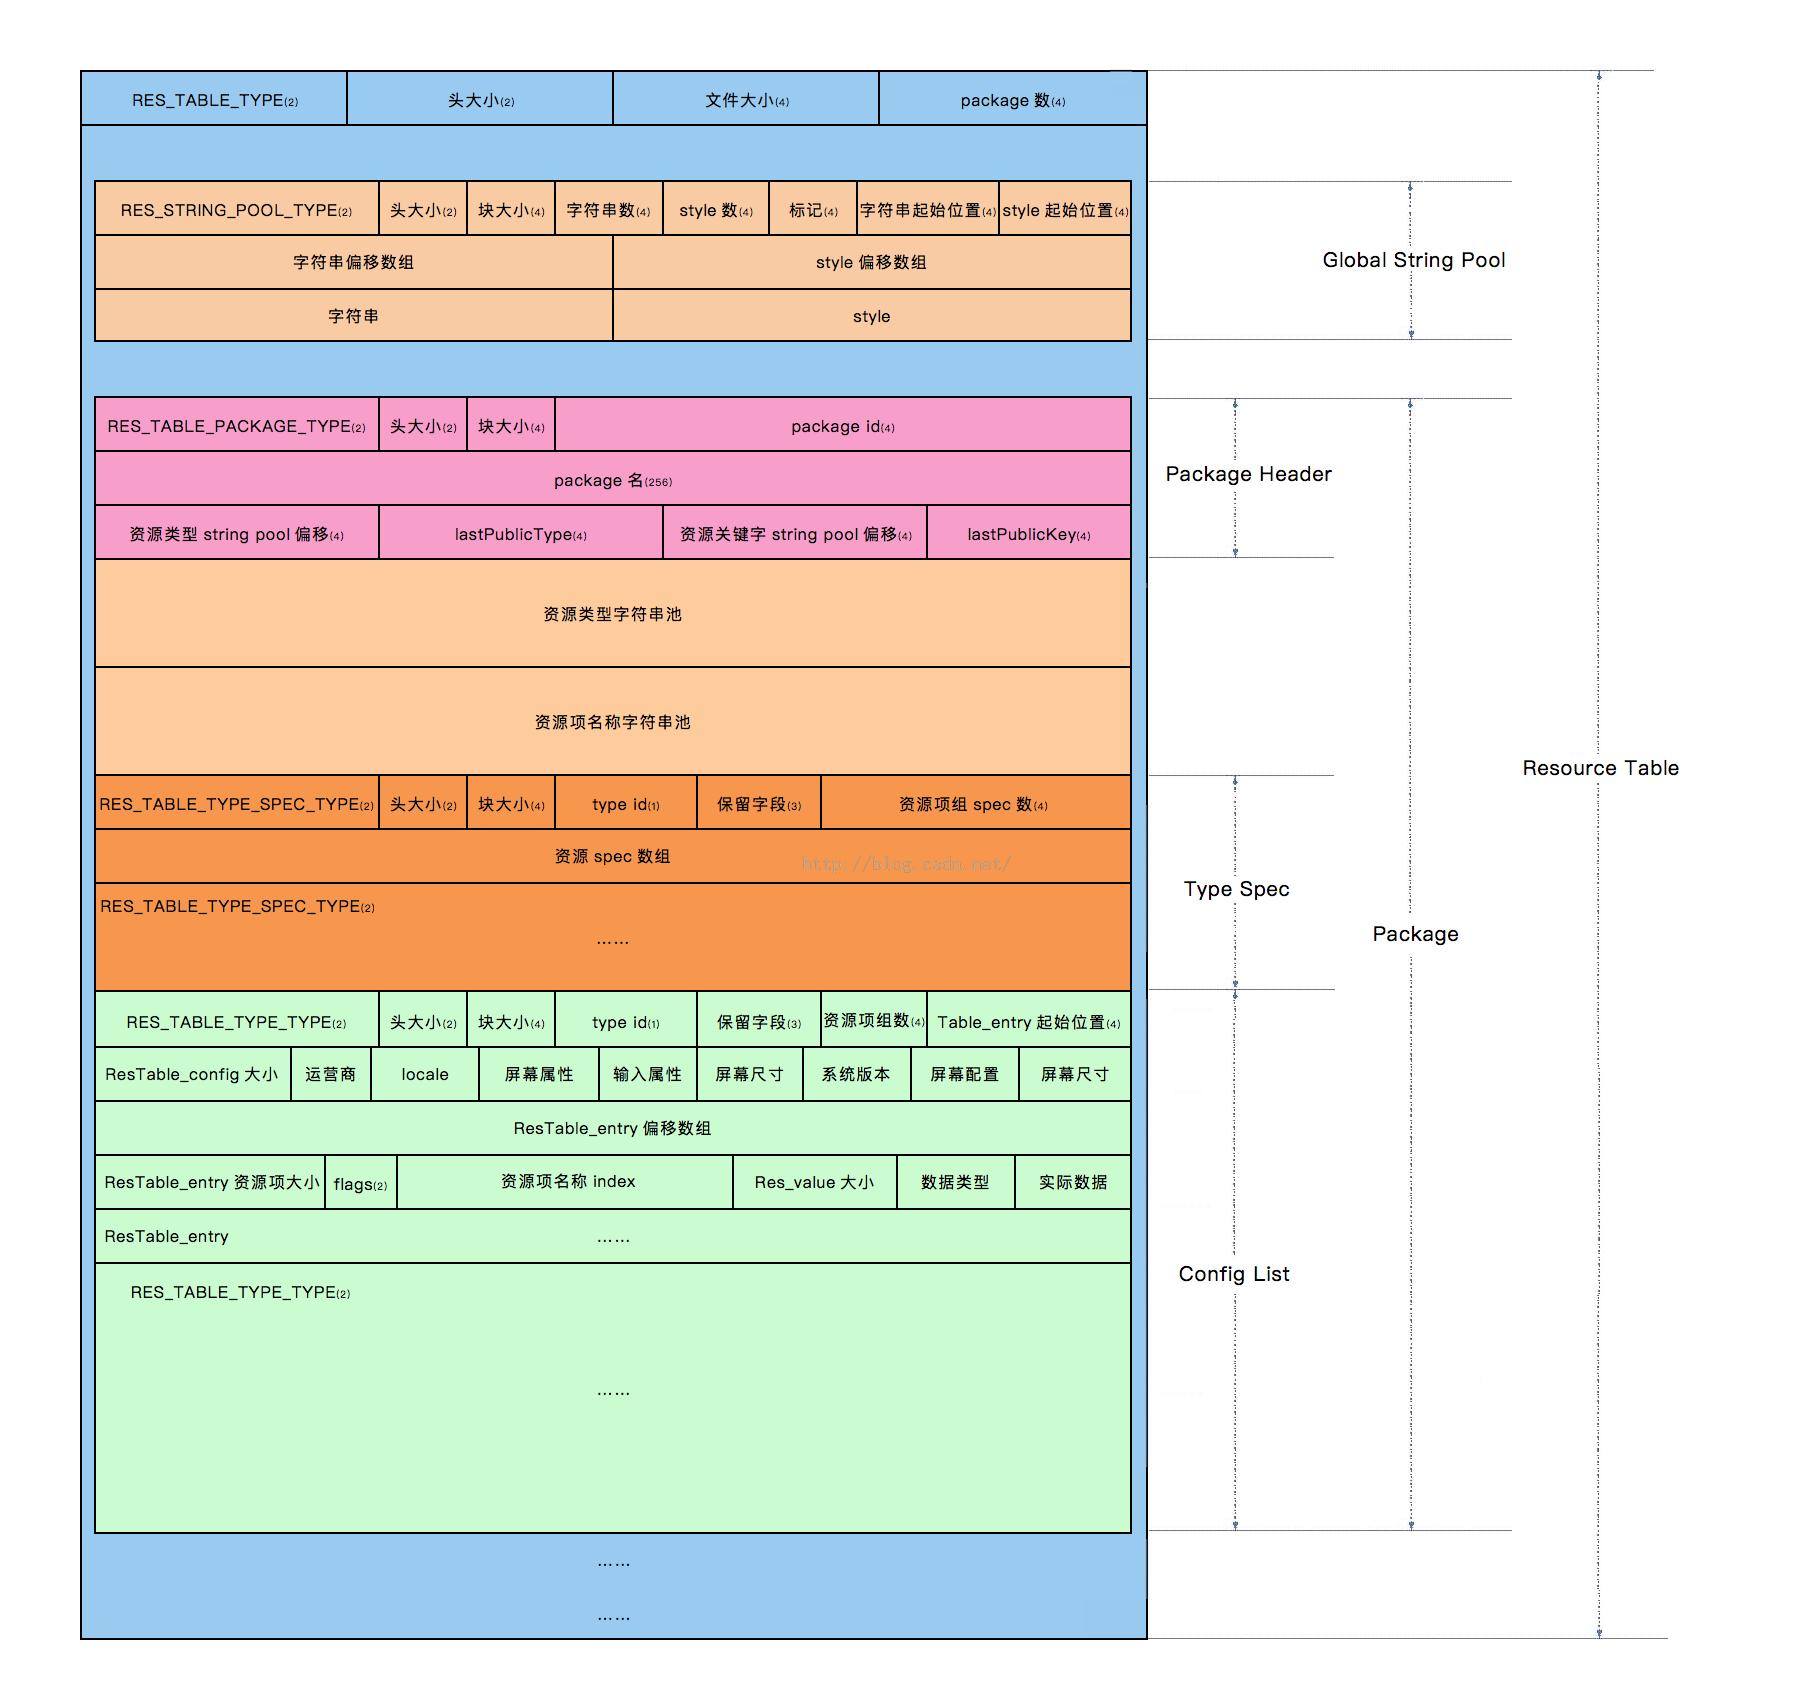 RES_TABLE_TYPE(2) 头大小(2) 文件大小(4) package 数(4)
RES_STRING_POOL_TYPE(2) 头大小(2) 块大小(4) 字符串数(4) style 数(4) 标记(4) 字符串起始位置(4) style 起始位置(4)
字符串偏移数组 style 偏移数组
Global String Pool
字符串 style
RES_TABLE_PACKAGE_TYPE(2) 头大小(2) 块大小(4) package id(4)
package 名(256)
Package Header
资源类型 string pool 偏移(4) lastPublicType(4) 资源关键字 string pool 偏移(4) lastPublicKey(4)
资源类型字符串池
资源项名称字符串池
Resource Table
RES_TABLE_TYPE_SPEC_TYPE(2) 头大小(2) 块大小(4) type id(1) 保留字段(3) 资源项组 spec 数(4)
资源 spec 数组
http://blog.csdn.net/
Type Spec
RES_TABLE_TYPE_SPEC_TYPE(2)
……
Package
RES_TABLE_TYPE_TYPE(2) 头大小(2) 块大小(4) type id(1) 保留字段(3) 资源项组数(4) Table_entry 起始位置(4)
ResTable_config 大小 运营商 locale 屏幕属性 输入属性 屏幕尺寸 系统版本 屏幕配置 屏幕尺寸
ResTable_entry 偏移数组
ResTable_entry 资源项大小 flags(2) 资源项名称 index Res_value 大小 数据类型 实际数据
ResTable_entry ……
Config List
RES_TABLE_TYPE_TYPE(2)
……
……
……